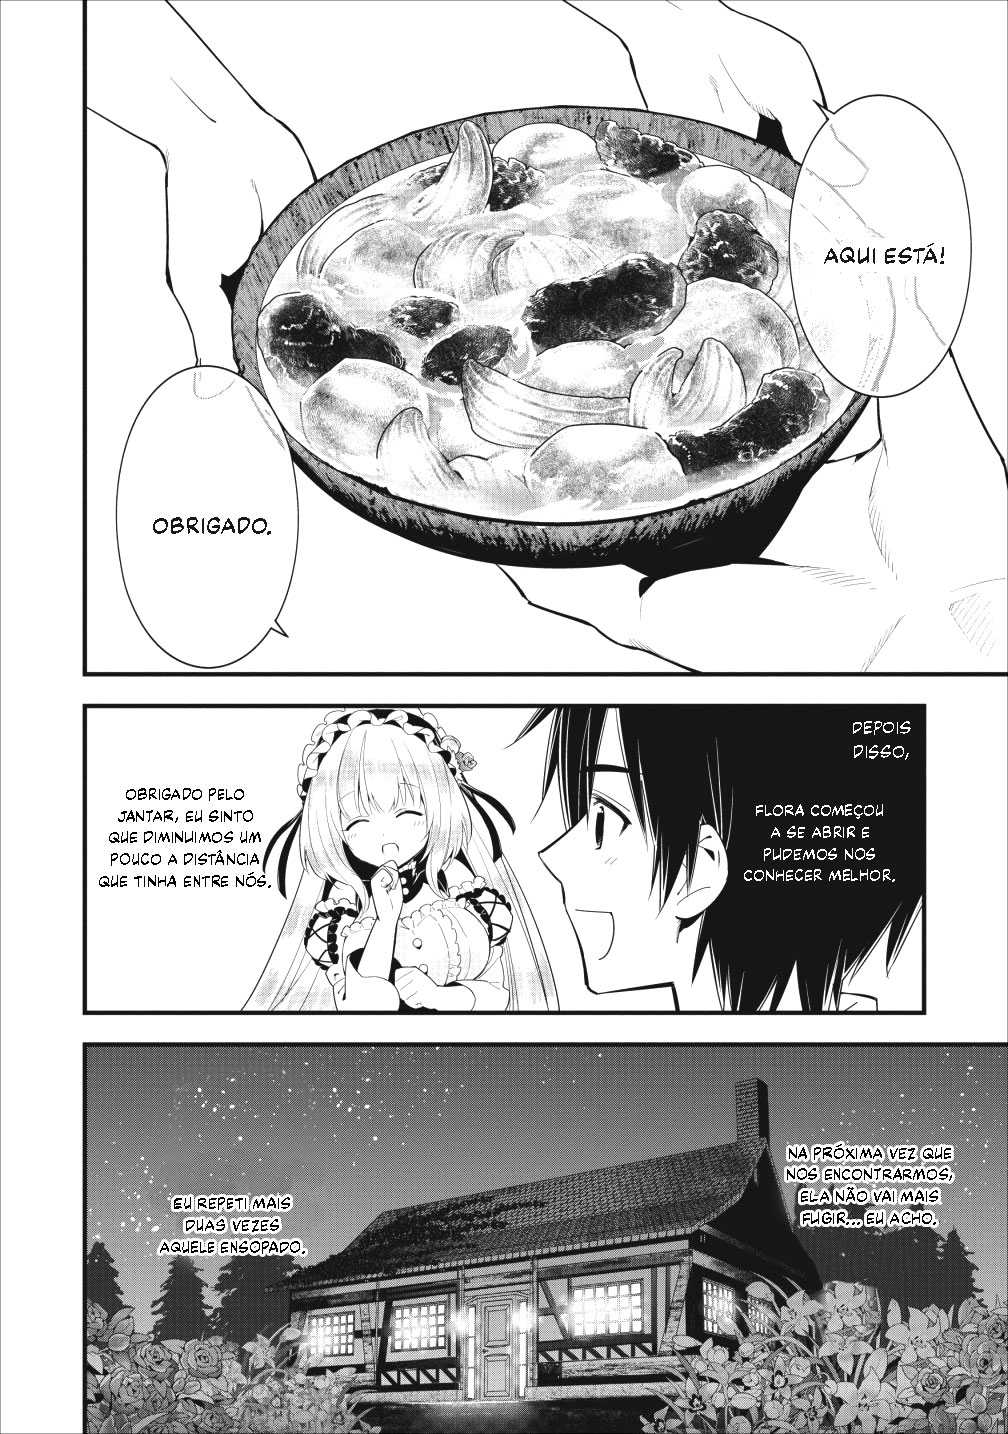 AQUI ESTÁ!
OBRIGADO.
DEPOIS
DISSO,
FLORA COMEÇOU
A SE ABRIR E
PUDEMOS NOS
CONHECER MELHOR.
OBRIGADO PELO
JANTAR, EU SINTO
QUE DIMINUIMOS UM
POUCO A DISTÂNCIA
QUE TINHA ENTRE NÓS.
NA PRÓXIMA VEZ QUE
NOS ENCONTRARMOS,
ELA NÃO VAI MAIS
FUGIR... EU ACHO.
EU REPETI MAIS
DUAS VEZES
AQUELE ENSOPADO.